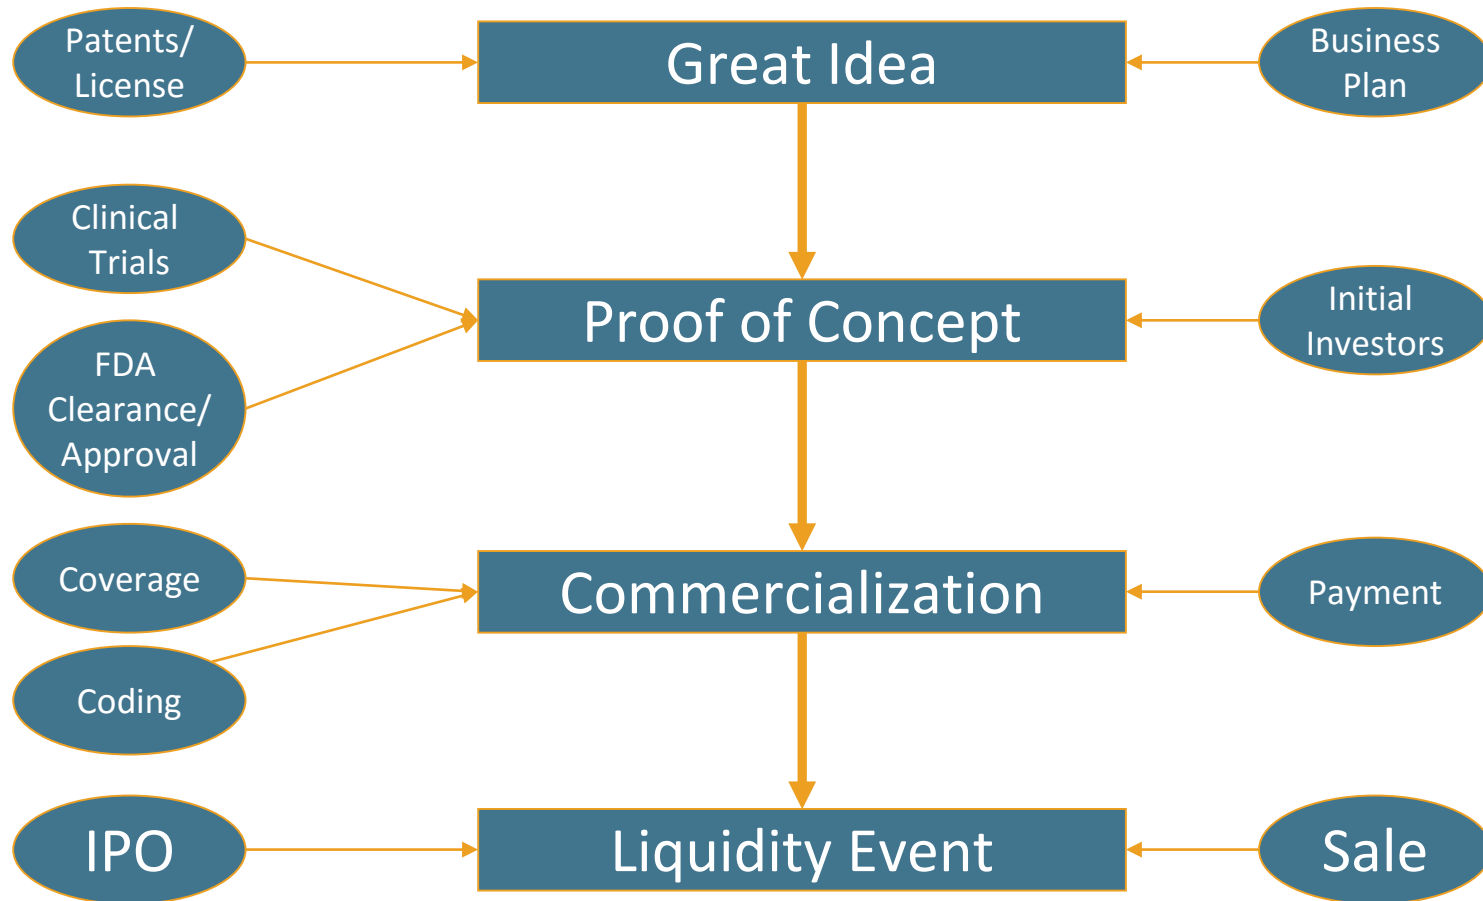 Patents/
License
Great Idea
Business
Plan
Clinical
Trials
FDA
Clearance/
Approval
Proof of Concept
Initial
Investors
Coverage
Coding
Commercialization
Payment
IPO
Liquidity Event
Sale